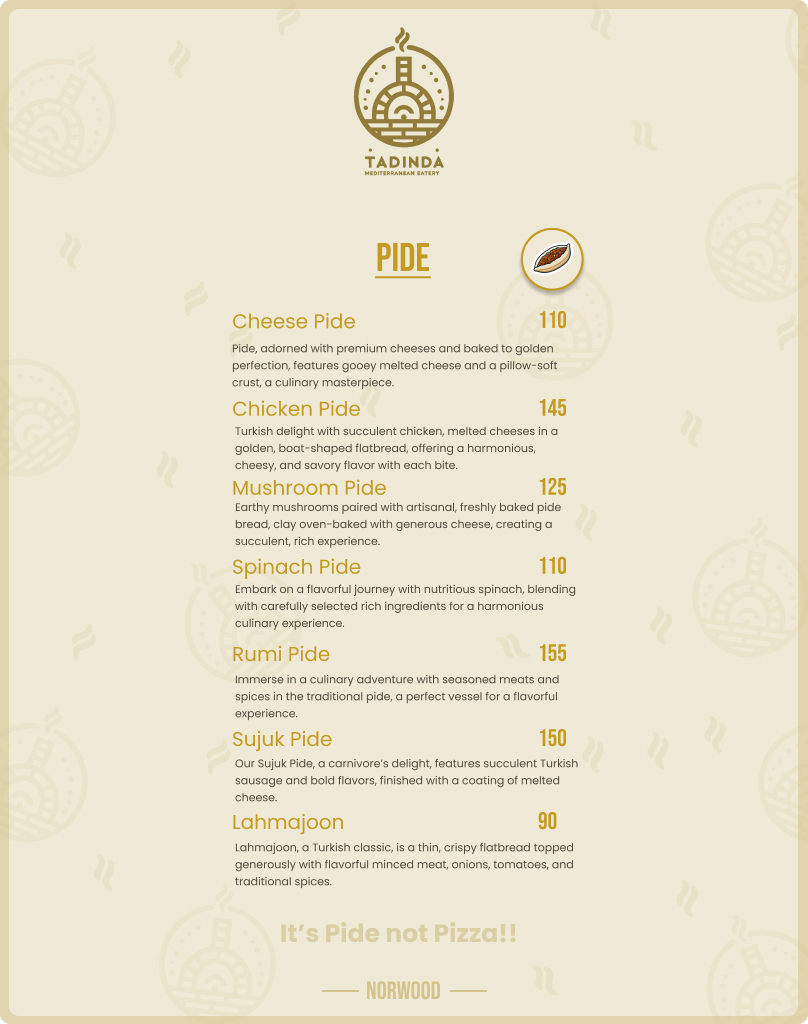 TADINDA
MEDITERRANEAN EATERY
PIDE
Cheese Pide 110
Pide, adorned with premium cheeses and baked to golden
perfection, features gooey melted cheese and a pillow-soft
crust, a culinary masterpiece.
Chicken Pide 145
Turkish delight with succulent chicken, melted cheeses in a
golden, boat-shaped flatbread, offering a harmonious,
cheesy, and savory flavor with each bite.
Mushroom Pide 125
Earthy mushrooms paired with artisanal, freshly baked pide
bread, clay oven-baked with generous cheese, creating a
succulent, rich experience.
Spinach Pide 110
Embark on a flavorful journey with nutritious spinach, blending
with carefully selected rich ingredients for a harmonious
culinary experience.
Rumi Pide 155
Immerse in a culinary adventure with seasoned meats and
spices in the traditional pide, a perfect vessel for a flavorful
experience.
Sujuk Pide 150
Our Sujuk Pide, a carnivore’s delight, features succulent Turkish
sausage and bold flavors, finished with a coating of melted
cheese.
Lahmajoon 90
Lahmajoon, a Turkish classic, is a thin, crispy flatbread topped
generously with flavorful minced meat, onions, tomatoes, and
traditional spices.
It’s Pide not Pizza!!
NORWOOD